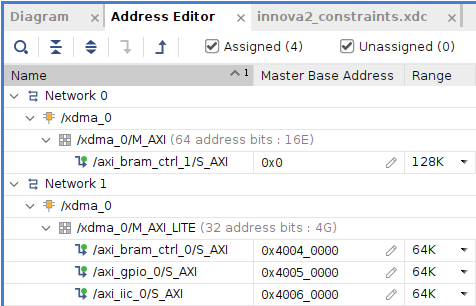 Diagram × Address Editor × innova2_constraints.xdc ×
Assigned (4) Unassigned (0)
Name 1 Master Base Address Range
Network 0
/xdma_0
/xdma_0/M_AXI (64 address bits : 16E)
/axi_bram_ctrl_1/S_AXI 0x0 128K
Network 1
/xdma_0
/xdma_0/M_AXI_LITE (32 address bits : 4G)
/axi_bram_ctrl_0/S_AXI 0x4004_0000 64K
/axi_gpio_0/S_AXI 0x4005_0000 64K
/axi_iic_0/S_AXI 0x4006_0000 64K